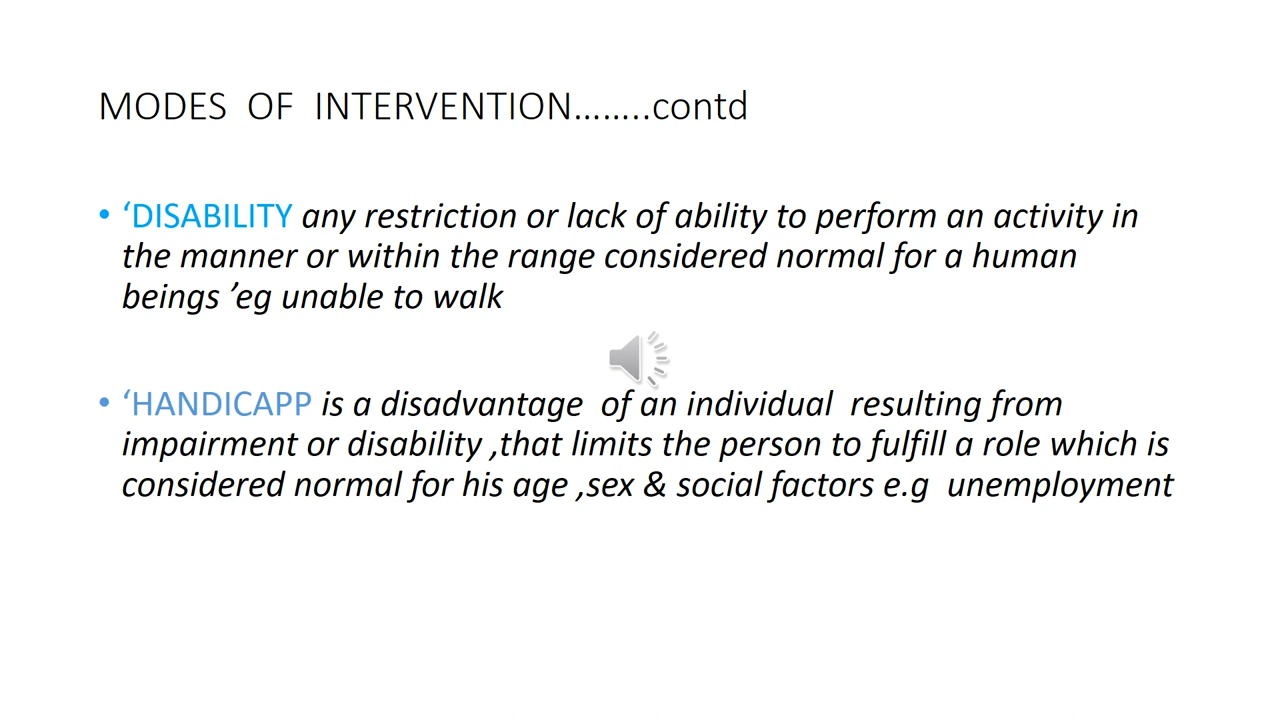 MODES OF INTERVENTION........contd
• ‘DISABILITY any restriction or lack of ability to perform an activity in
the manner or within the range considered normal for a human
beings ’eg unable to walk
• ‘HANDICAPP is a disadvantage of an individual resulting from
impairment or disability ,that limits the person to fulfill a role which is
considered normal for his age ,sex & social factors e.g unemployment